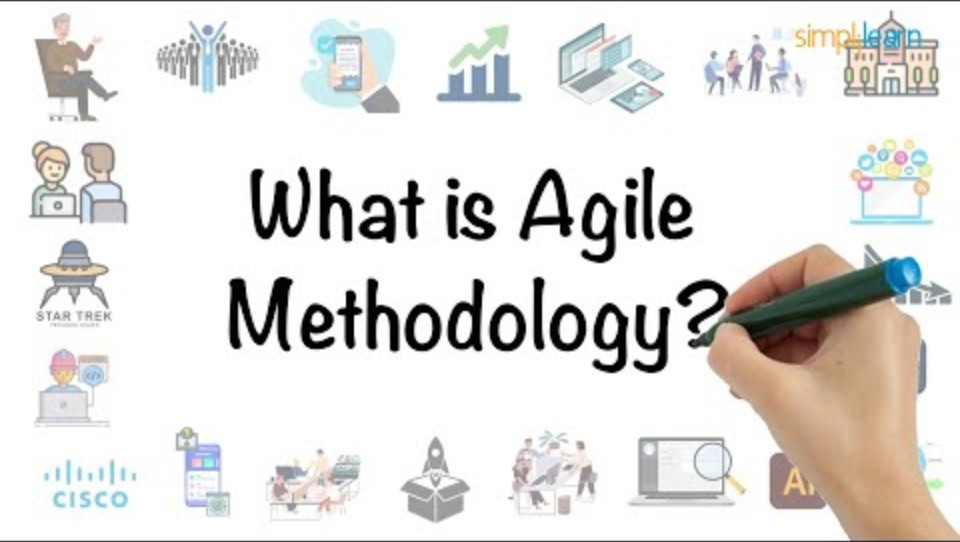 simplilearn
What is Agile
Methodology?
STAR TREK
CISCO